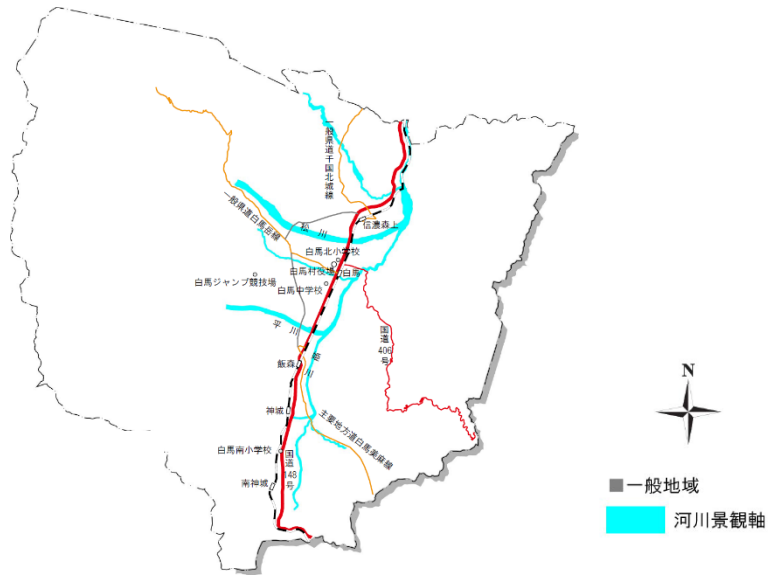 一般県道千国北城線
一般県道白馬岳線
松川
信濃森上
白馬北小学校
白馬村役場
白馬
白馬ジャンプ競技場
白馬中学校
平川
姫川
国道406号
飯森
神城
主要地方道白馬美麻線
白馬南小学校
国道148号
南神城
N
一般地域
河川景観軸